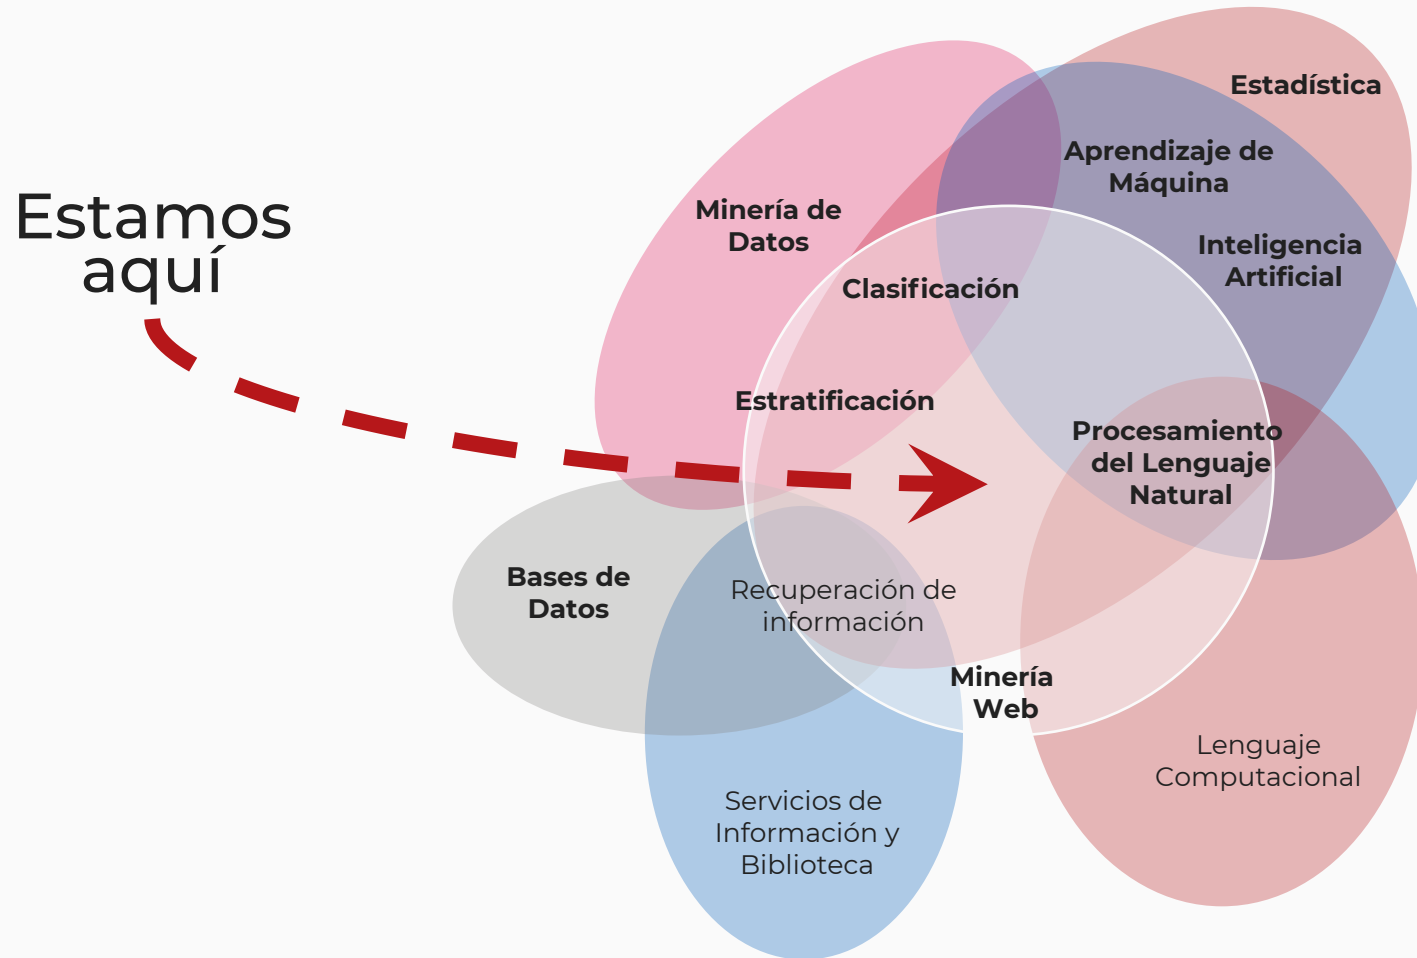 Estamos
aquí
Estadística
Aprendizaje de
Máquina
Minería de
Datos
Inteligencia
Artificial
Clasificación
Estratificación
Procesamiento
del Lenguaje
Natural
Bases de
Datos
Recuperación de
información
Minería
Web
Lenguaje
Computacional
Servicios de
Información y
Biblioteca